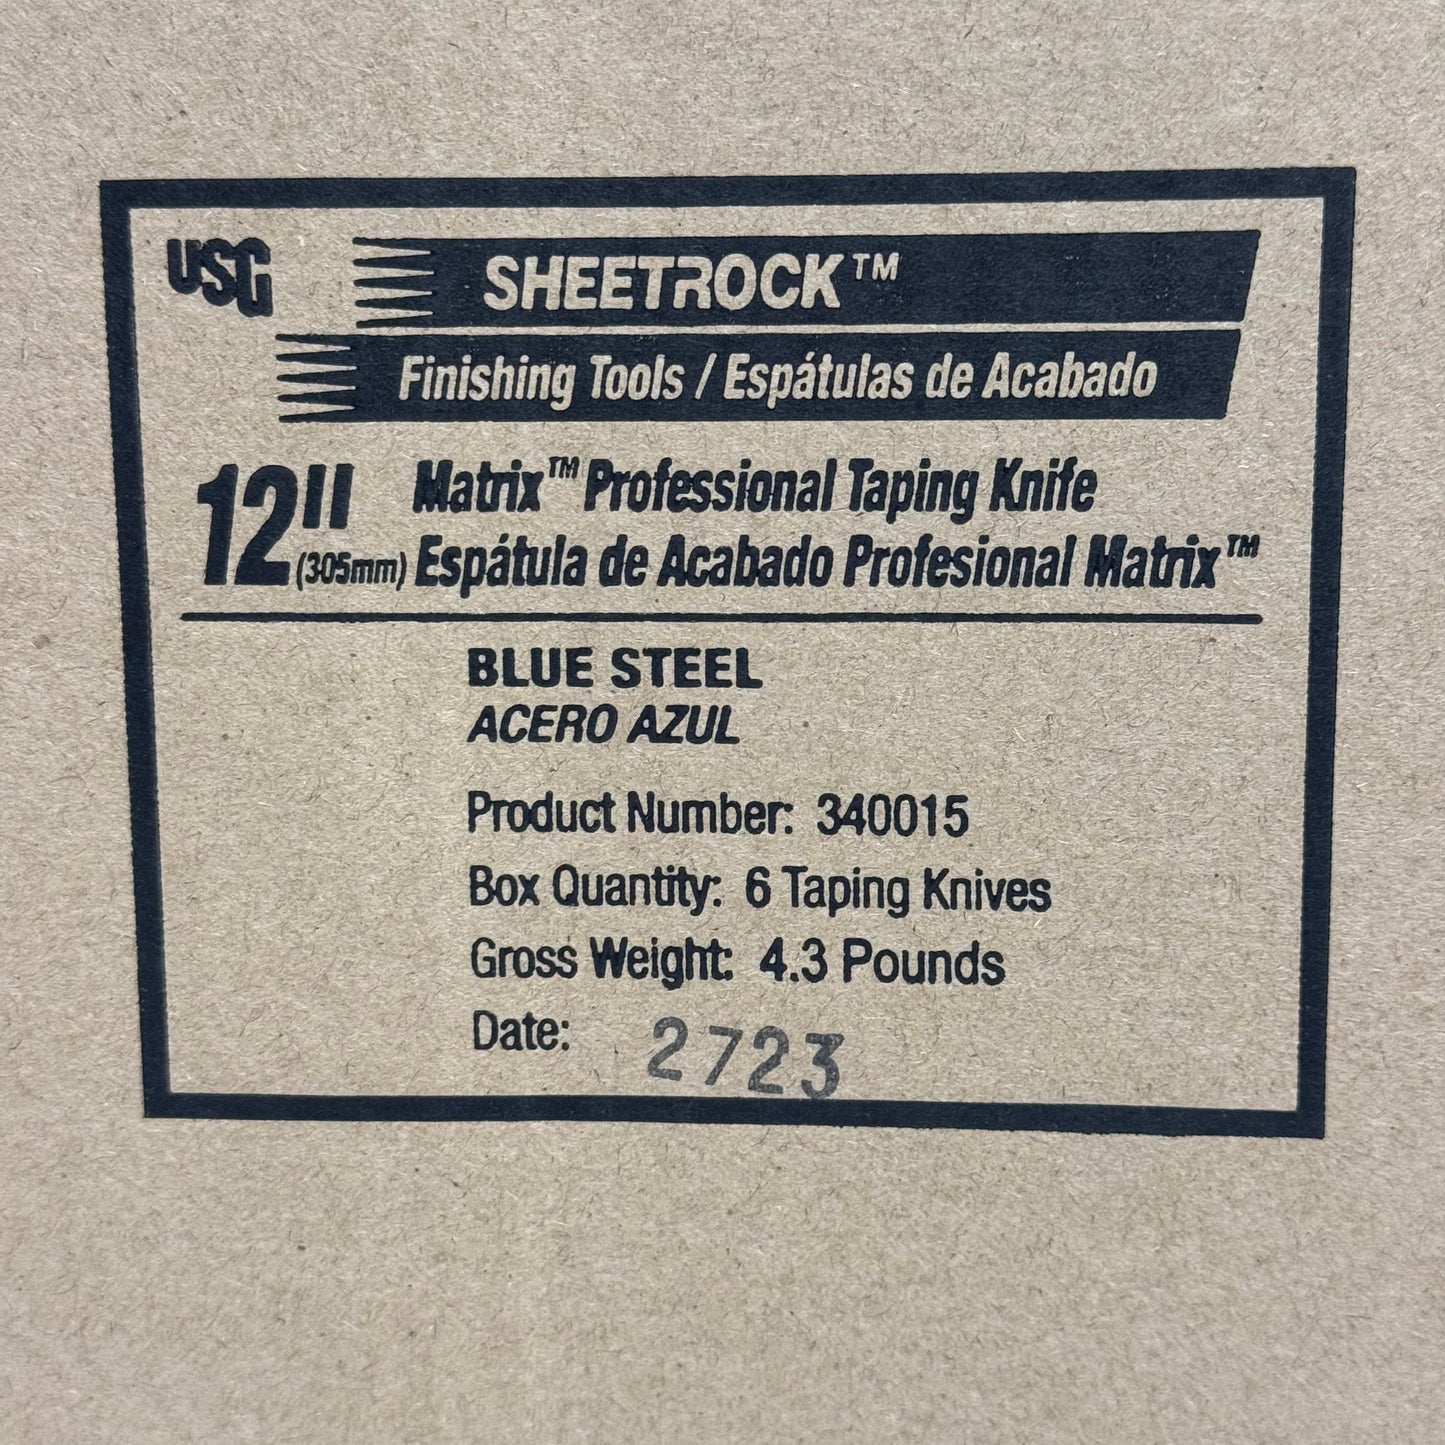 USG SHEETROCK™
Finishing Tools / Espátulas de Acabado
12" (305mm)
Matrix™ Professional Taping Knife
Espátula de Acabado Profesional Matrix™
BLUE STEEL
ACERO AZUL
Product Number: 340015
Box Quantity: 6 Taping Knives
Gross Weight: 4.3 Pounds
Date: 2723